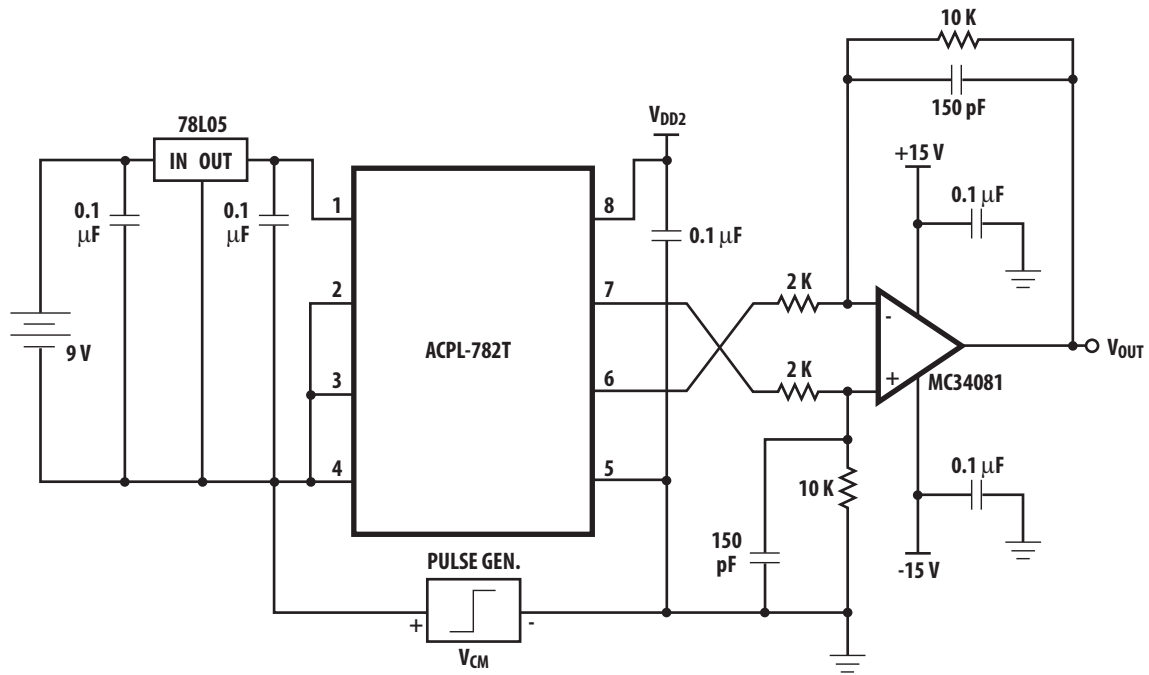 10 K
150 pF
78L05
IN OUT
V_DD2
+15 V
0.1
µF
0.1
µF
1
8
0.1 µF
0.1 µF
2
7
2 K
-
9 V
ACPL-782T
V_OUT
3
6
2 K
+
MC34081
4
5
10 K
0.1 µF
150
pF
-15 V
PULSE GEN.
+
-
V_CM